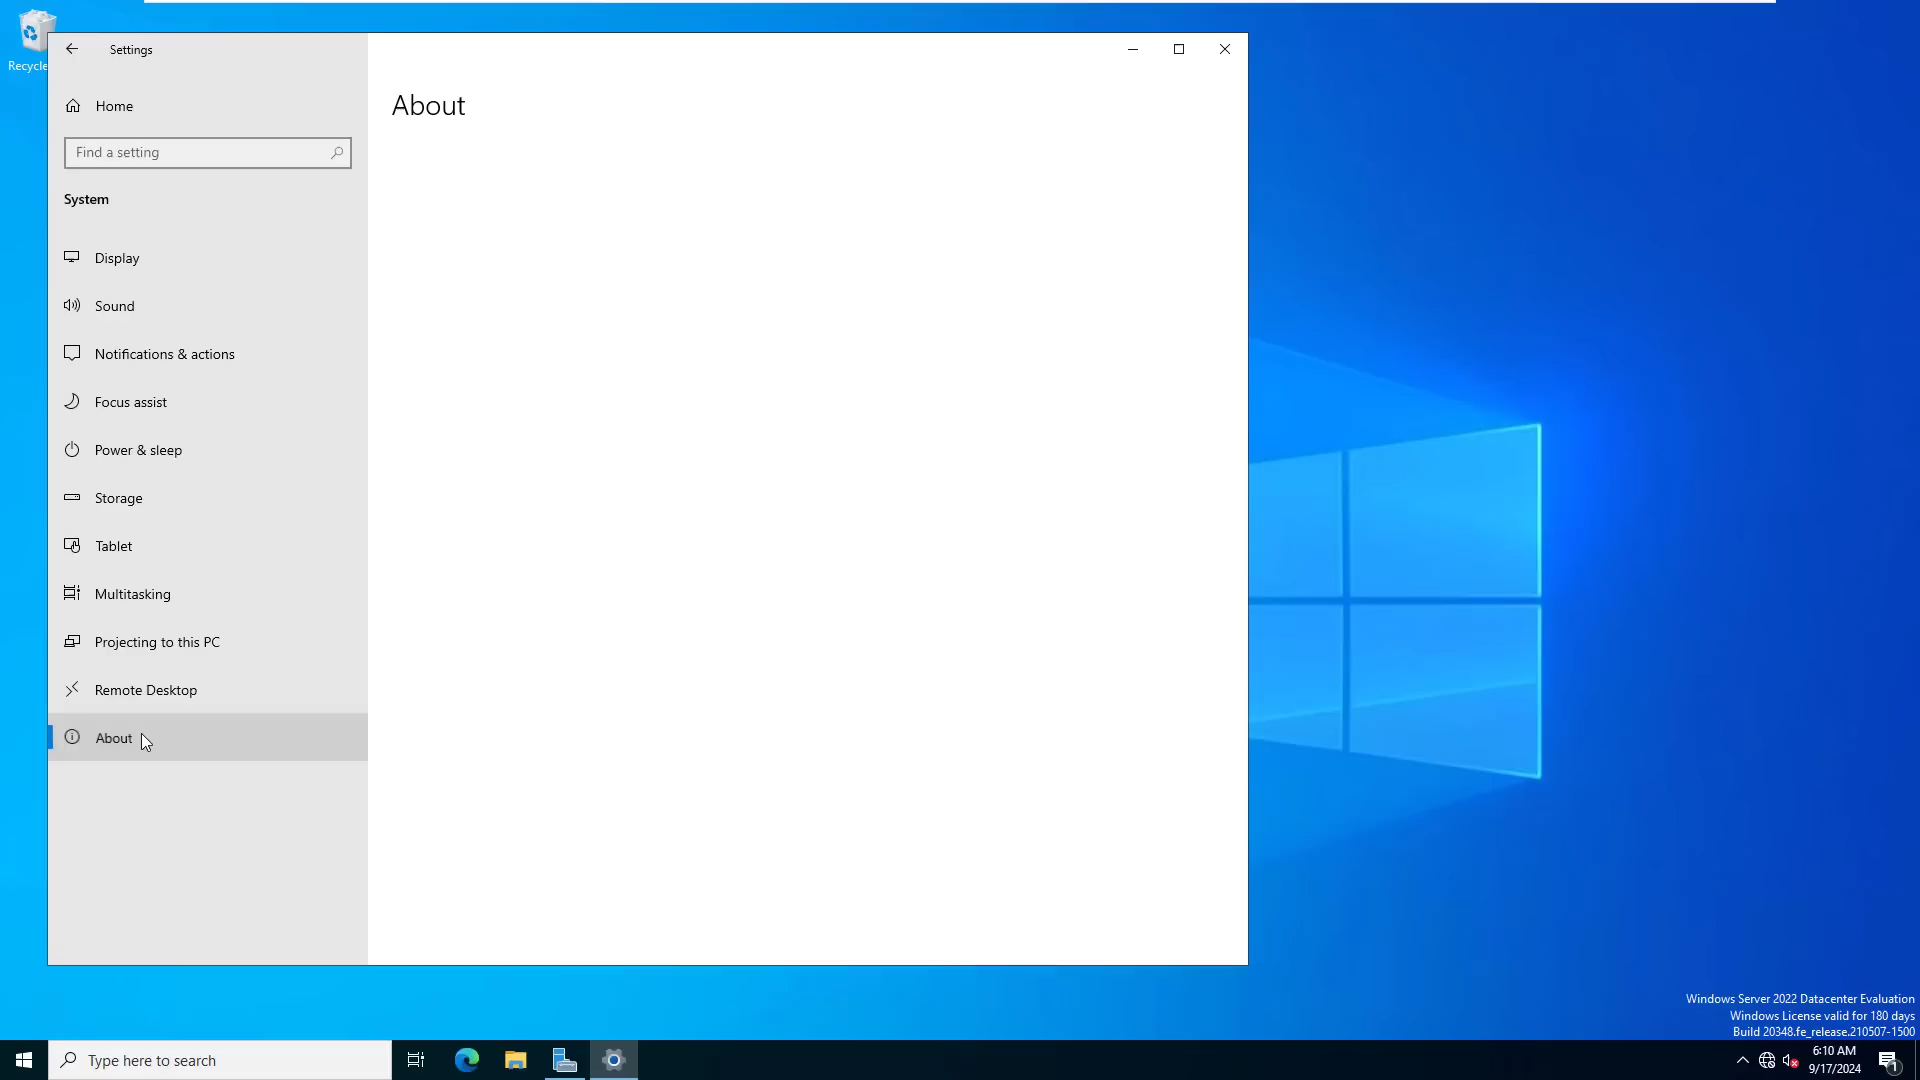 Recycle
Settings
Home
Find a setting
System
Display
Sound
Notifications & actions
Focus assist
Power & sleep
Storage
Tablet
Multitasking
Projecting to this PC
Remote Desktop
About
About
Windows Server 2022 Datacenter Evaluation
Windows License valid for 180 days
Build 20348.fe_release.210507-1500
Type here to search
6:10 AM
9/17/2024
1